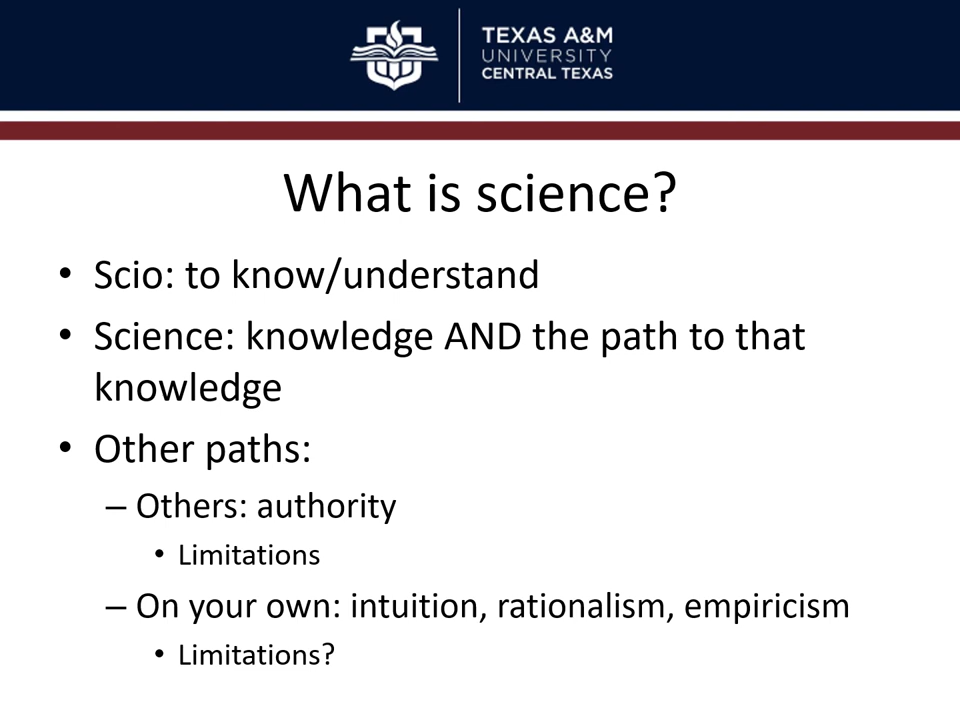 TEXAS A&M
UNIVERSITY
CENTRAL TEXAS
What is science?
• Scio: to know/understand
• Science: knowledge AND the path to that
knowledge
• Other paths:
– Others: authority
• Limitations
– On your own: intuition, rationalism, empiricism
• Limitations?